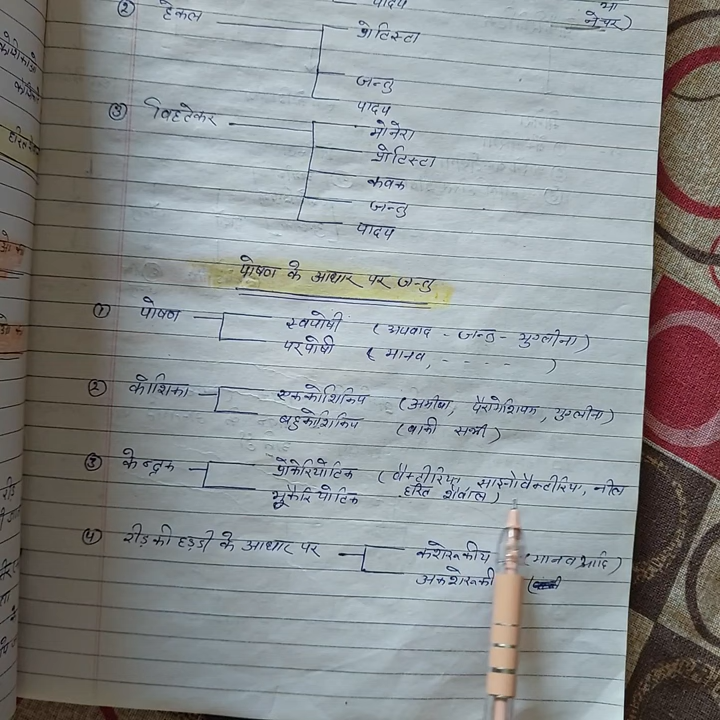 पादप
② हेकल
प्रोटिस्टा
जन्तु
पादप
③ विहटेकर
मोनेरा
प्रोटिस्टा
कवक
जन्तु
पादप
पोषण के आधार पर जन्तु
① पोषण
स्वपोषी (अपवाद - जन्तु - युग्लीना)
परपोषी (मानव, - - - - )
② कोशिका
एककोशिकिय (अमीबा, पैरामेशियम, युग्लीना)
बहुकोशिकिय (बाकी सभी)
③ केन्द्रक
प्रोकैरियोटिक (बैक्टीरिया, साइनोबैक्टीरिया, नील
हरित शैवाल)
यूकैरियोटिक
④ रीड़ की हड्डी के आधार पर
कशेरूकीय (मानव आदि)
अकशेरूकी